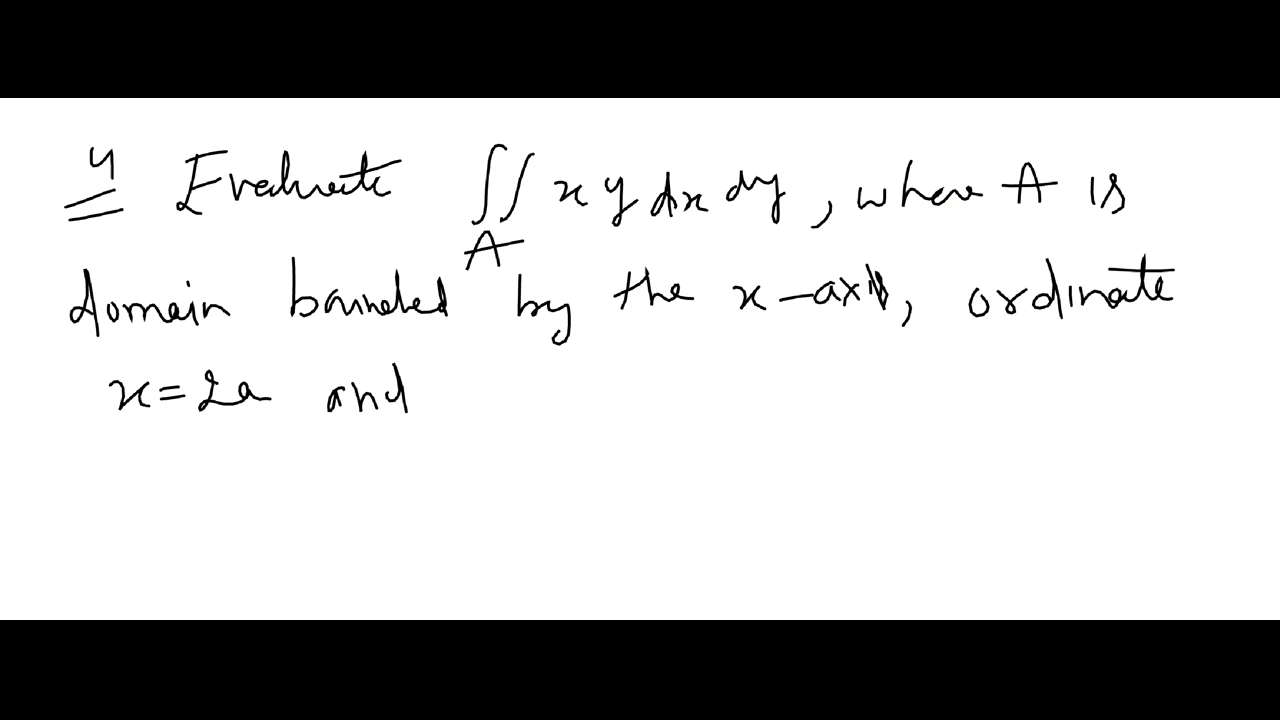 4 Evaluate ∬_A xy dx dy, where A is
domain bounded by the x-axis, ordinate
x=2a and